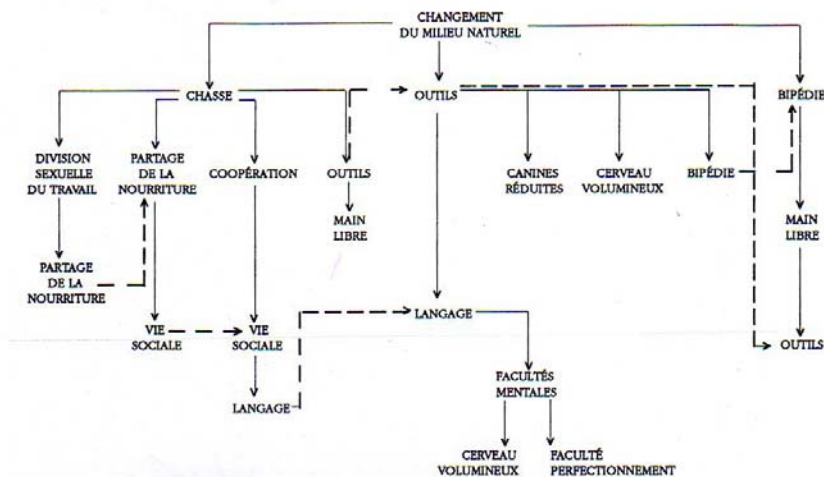 CHANGEMENT
DU MILIEU NATUREL
CHASSE
OUTILS
BIPÉDIE
DIVISION
SEXUELLE
DU TRAVAIL
PARTAGE
DE LA
NOURRITURE
COOPÉRATION
OUTILS
CANINES
RÉDUITES
CERVEAU
VOLUMINEUX
BIPÉDIE
MAIN
LIBRE
MAIN
LIBRE
PARTAGE
DE LA
NOURRITURE
LANGAGE
VIE
SOCIALE
VIE
SOCIALE
OUTILS
FACULTÉS
MENTALES
LANGAGE
CERVEAU
VOLUMINEUX
FACULTÉ
PERFECTIONNEMENT